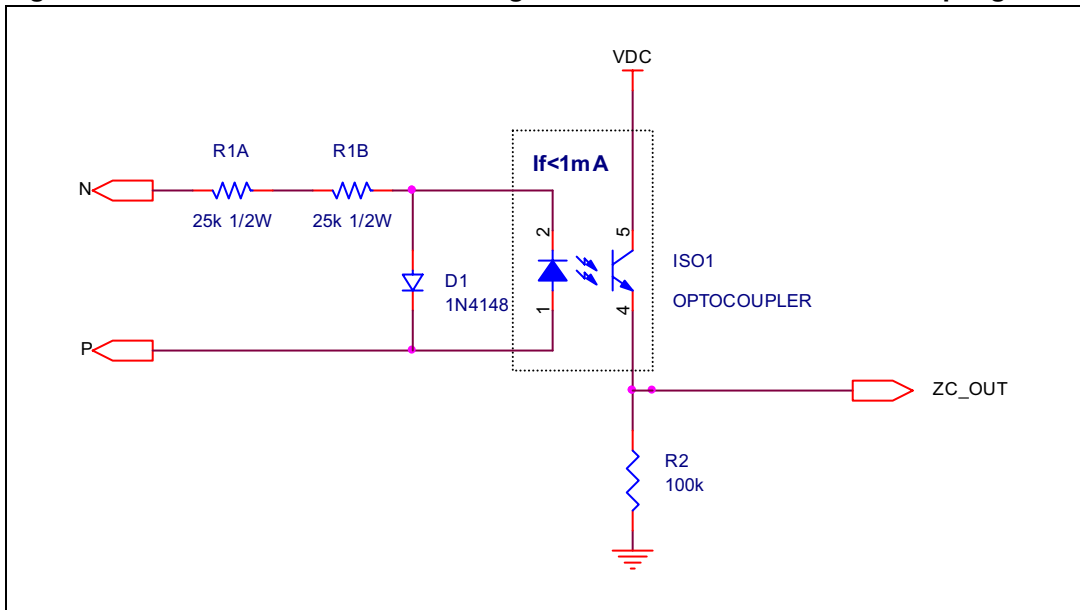 VDC
R1A
R1B
If<1mA
N
25k 1/2W
25k 1/2W
2
5
ISO1
D1
1N4148
OPTOCOUPLER
1
4
P
ZC_OUT
R2
100k